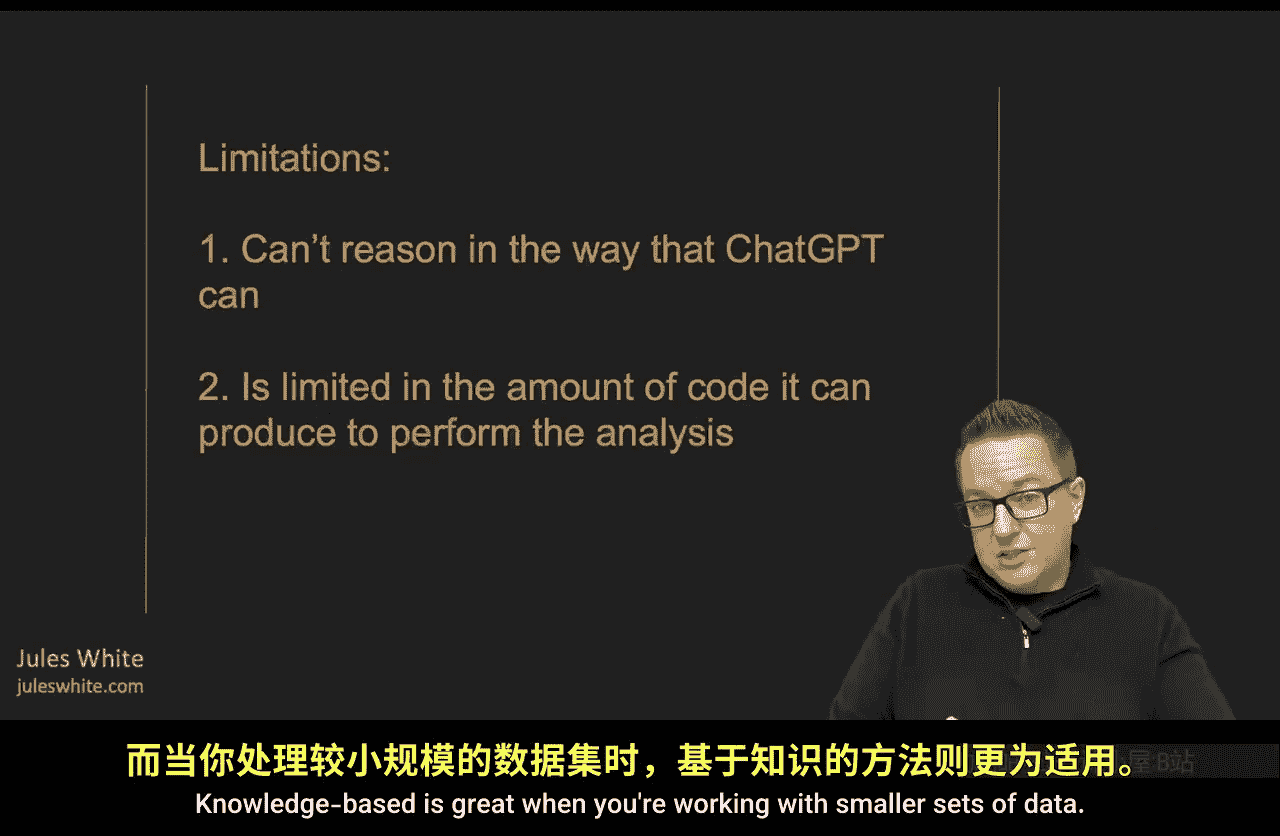 Limitations:
1. Can't reason in the way that ChatGPT
can
2. Is limited in the amount of code it can
produce to perform the analysis
Jules White
juleswhite.com
而当你处理较小规模的数据集时，基于知识的方法则更为适用。
屋B站
Knowledge-based is great when you're working with smaller sets of data.